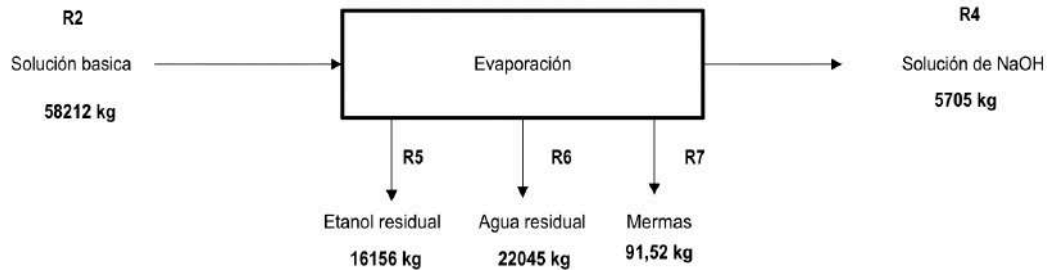 R2
R4
Solución basica
Evaporación
Solución de NaOH
58212 kg
5705 kg
R5
R6
R7
Etanol residual
Agua residual
Mermas
16156 kg
22045 kg
91,52 kg